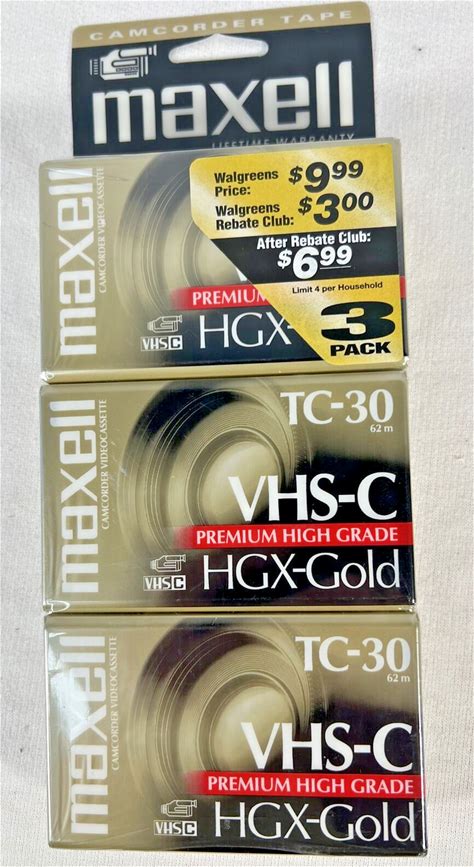 CAMCORDER TAPE
maxell
LIFETIME WARRANTY
maxell
CAMCORDER VIDEOCASSETTE
Walgreens
Price: $9.99
Walgreens
Rebate Club: $3.00
After Rebate Club:
$6.99
Limit 4 per Household
3
PACK
PREMIUM
VHS C
HGX-
maxell
CAMCORDER VIDEOCASSETTE
TC-30
62 m
VHS-C
PREMIUM HIGH GRADE
VHS C
HGX-Gold
maxell
CAMCORDER VIDEOCASSETTE
TC-30
62 m
VHS-C
PREMIUM HIGH GRADE
VHS C
HGX-Gold